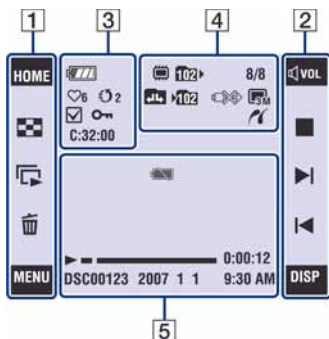 1 3 4 2
HOME
6 2
C:32:00
102 8/8
102 3M
VOL
0:00:12
MENU
DSC00123 2007 1 1 9:30 AM
DISP
5